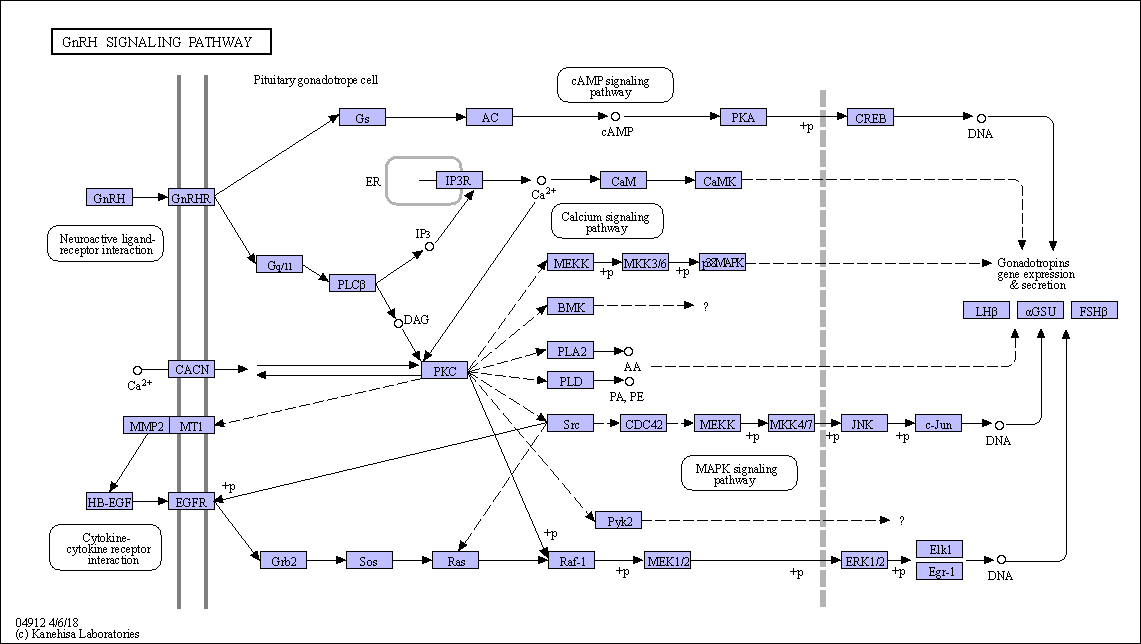 GnRH SIGNALING PATHWAY
Pituitary gonadotrope cell
cAMP signaling
pathway
Gs
AC
cAMP
PKA
+p
CREB
DNA
ER
IP3R
Ca2+
CaM
CaMK
GnRH
GnRHR
Neuroactive ligand-
receptor interaction
Calcium signaling
pathway
IP3
Gq/11
PLCβ
DAG
MEKK
+p
MKK3/6
+p
p38MAPK
Gonadotropins
gene expression
& secretion
BMK
?
LHβ
αGSU
FSHβ
PLA2
AA
Ca2+
CACN
PKC
PLD
PA, PE
MMP2
MT1
Src
CDC42
MEKK
+p
MKK4/7
+p
JNK
+p
c-Jun
DNA
MAPK signaling
pathway
HB-EGF
EGFR
+p
Pyk2
?
Cytokine-
cytokine receptor
interaction
Grb2
Sos
Ras
+p
Raf-1
+p
MEK1/2
+p
ERK1/2
+p
Elk1
Egr-1
DNA
04912 4/6/18
(c) Kanehisa Laboratories